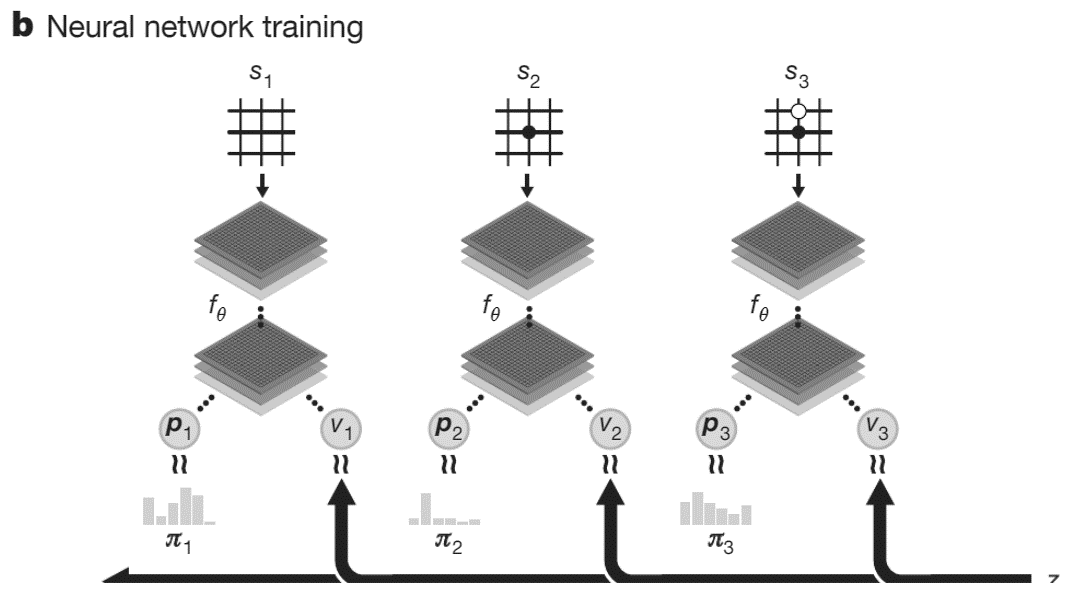 b Neural network training
s1 s2 s3
fθ fθ fθ
p1 v1 p2 v2 p3 v3
π1 π2 π3
z